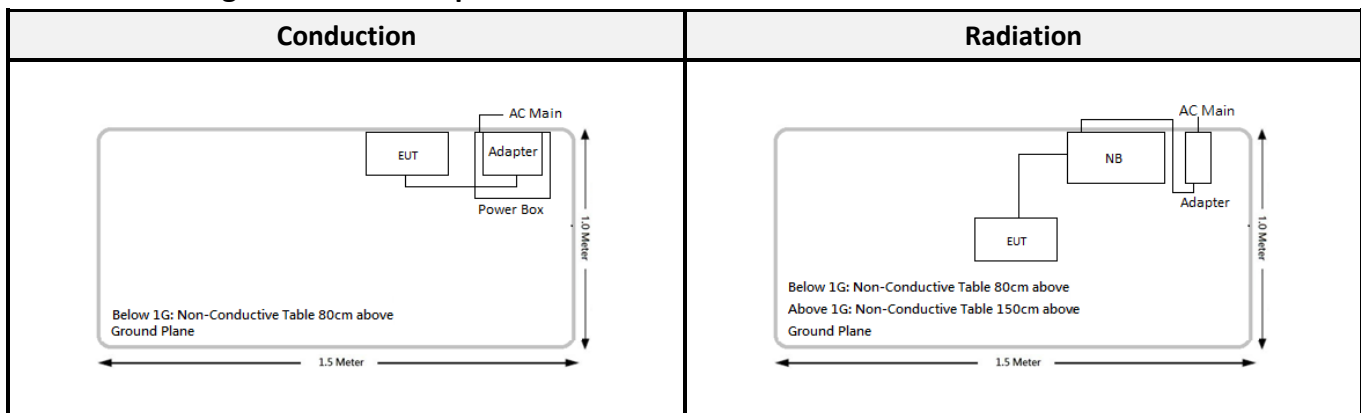 Conduction
Radiation
AC Main
EUT
Adapter
Power Box
1.0 Meter
Below 1G: Non-Conductive Table 80cm above
Ground Plane
1.5 Meter
AC Main
NB
Adapter
EUT
1.0 Meter
Below 1G: Non-Conductive Table 80cm above
Above 1G: Non-Conductive Table 150cm above
Ground Plane
1.5 Meter